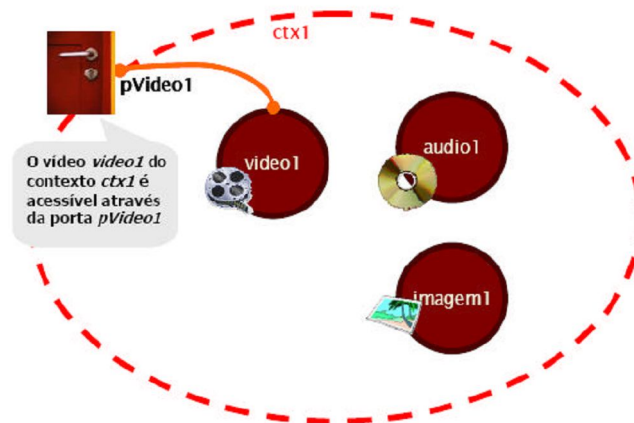 ctx1
pVideo1
O vídeo video1 do
contexto ctx1 é
acessível através
da porta pVideo1
video1
audio1
imagem1